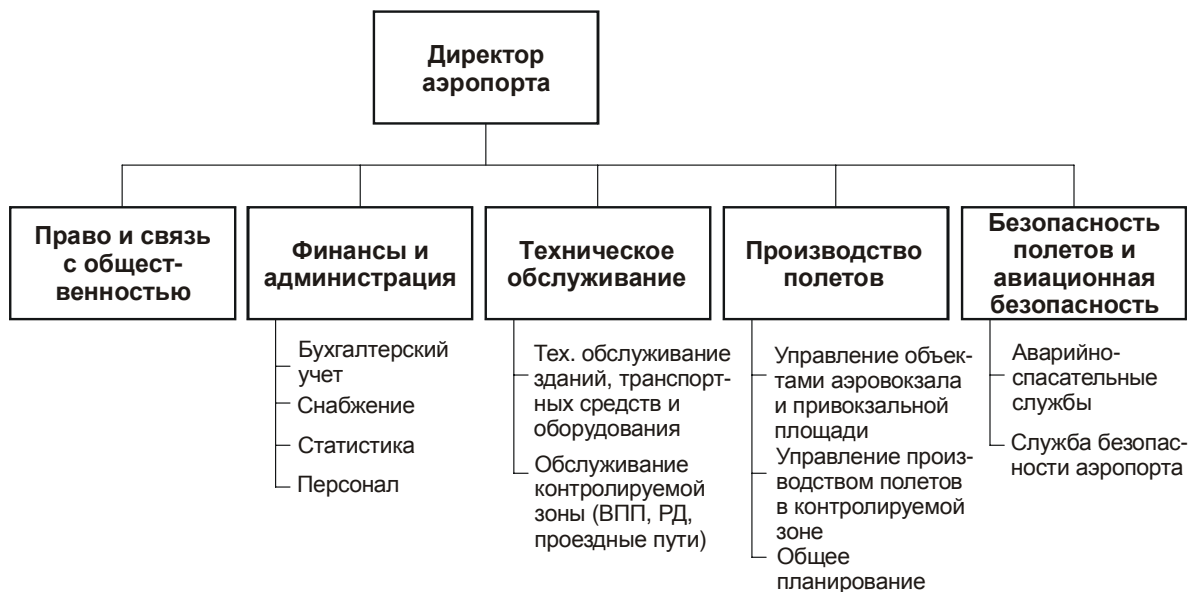 Директор
аэропорта
Право и связь
с общест-
венностью
Финансы и
администрация
Техническое
обслуживание
Производство
полетов
Безопасность
полетов и
авиационная
безопасность
Бухгалтерский
учет
Снабжение
Статистика
Персонал
Тех. обслуживание
зданий, транспорт-
ных средств и
оборудования
Обслуживание
контролируемой
зоны (ВПП, РД,
проездные пути)
Управление объек-
тами аэровокзала
и привокзальной
площади
Управление произ-
водством полетов
в контролируемой
зоне
Общее
планирование
Аварийно-
спасательные
службы
Служба безопас-
ности аэропорта